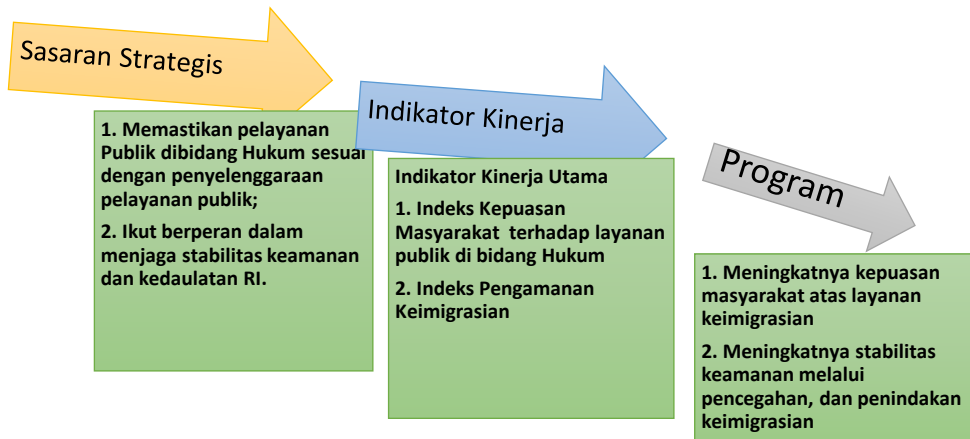 Sasaran Strategis
1. Memastikan pelayanan
Publik dibidang Hukum sesuai
dengan penyelenggaraan
pelayanan publik;
2. Ikut berperan dalam
menjaga stabilitas keamanan
dan kedaulatan RI.
Indikator Kinerja
Indikator Kinerja Utama
1. Indeks Kepuasan
Masyarakat terhadap layanan
publik di bidang Hukum
2. Indeks Pengamanan
Keimigrasian
Program
1. Meningkatnya kepuasan
masyarakat atas layanan
keimigrasian
2. Meningkatnya stabilitas
keamanan melalui
pencegahan, dan penindakan
keimigrasian